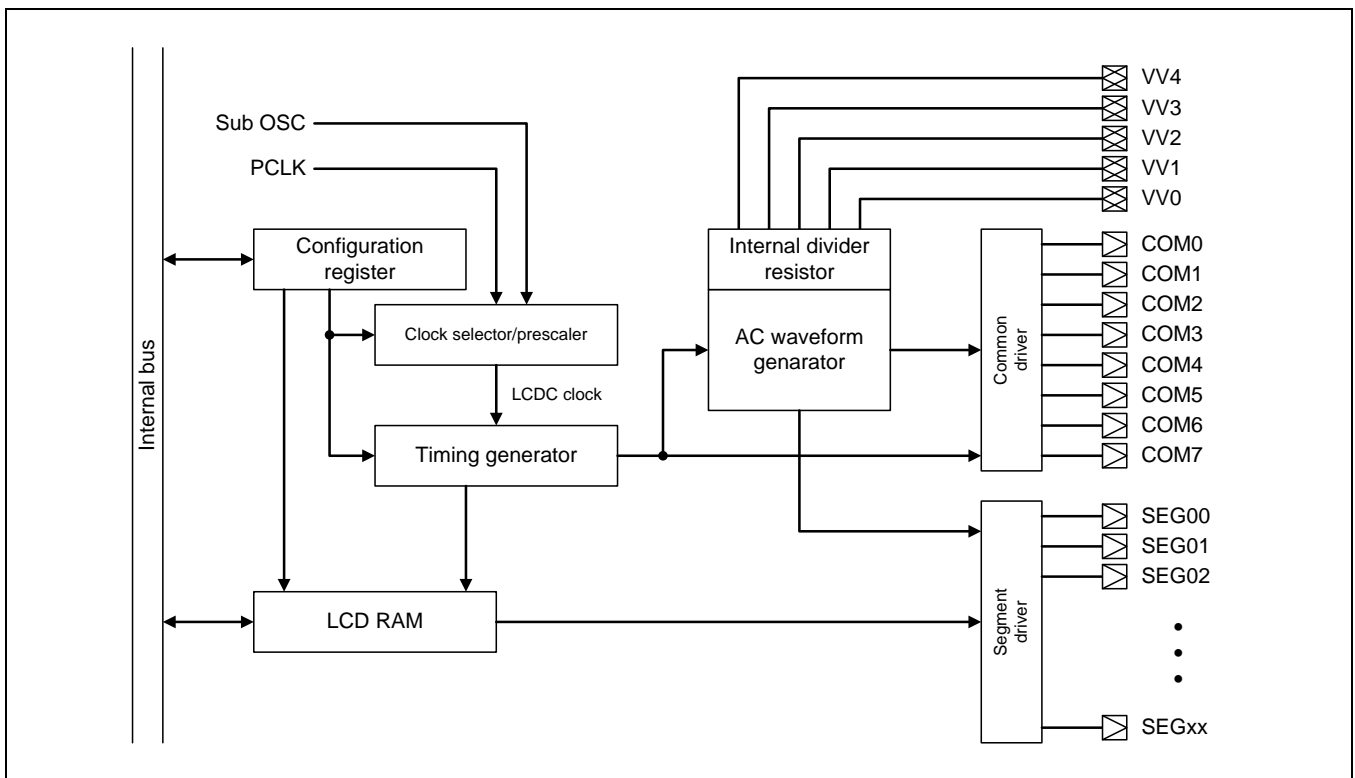 VV4
VV3
Sub OSC
VV2
PCLK
VV1
VV0
Configuration
register
Internal divider
resistor
COM0
COM1
COM2
Clock selector/prescaler
AC waveform
genarator
Common
driver
COM3
COM4
Internal bus
LCDC clock
COM5
COM6
Timing generator
COM7
SEG00
SEG01
SEG02
LCD RAM
Segment
driver
SEGxx